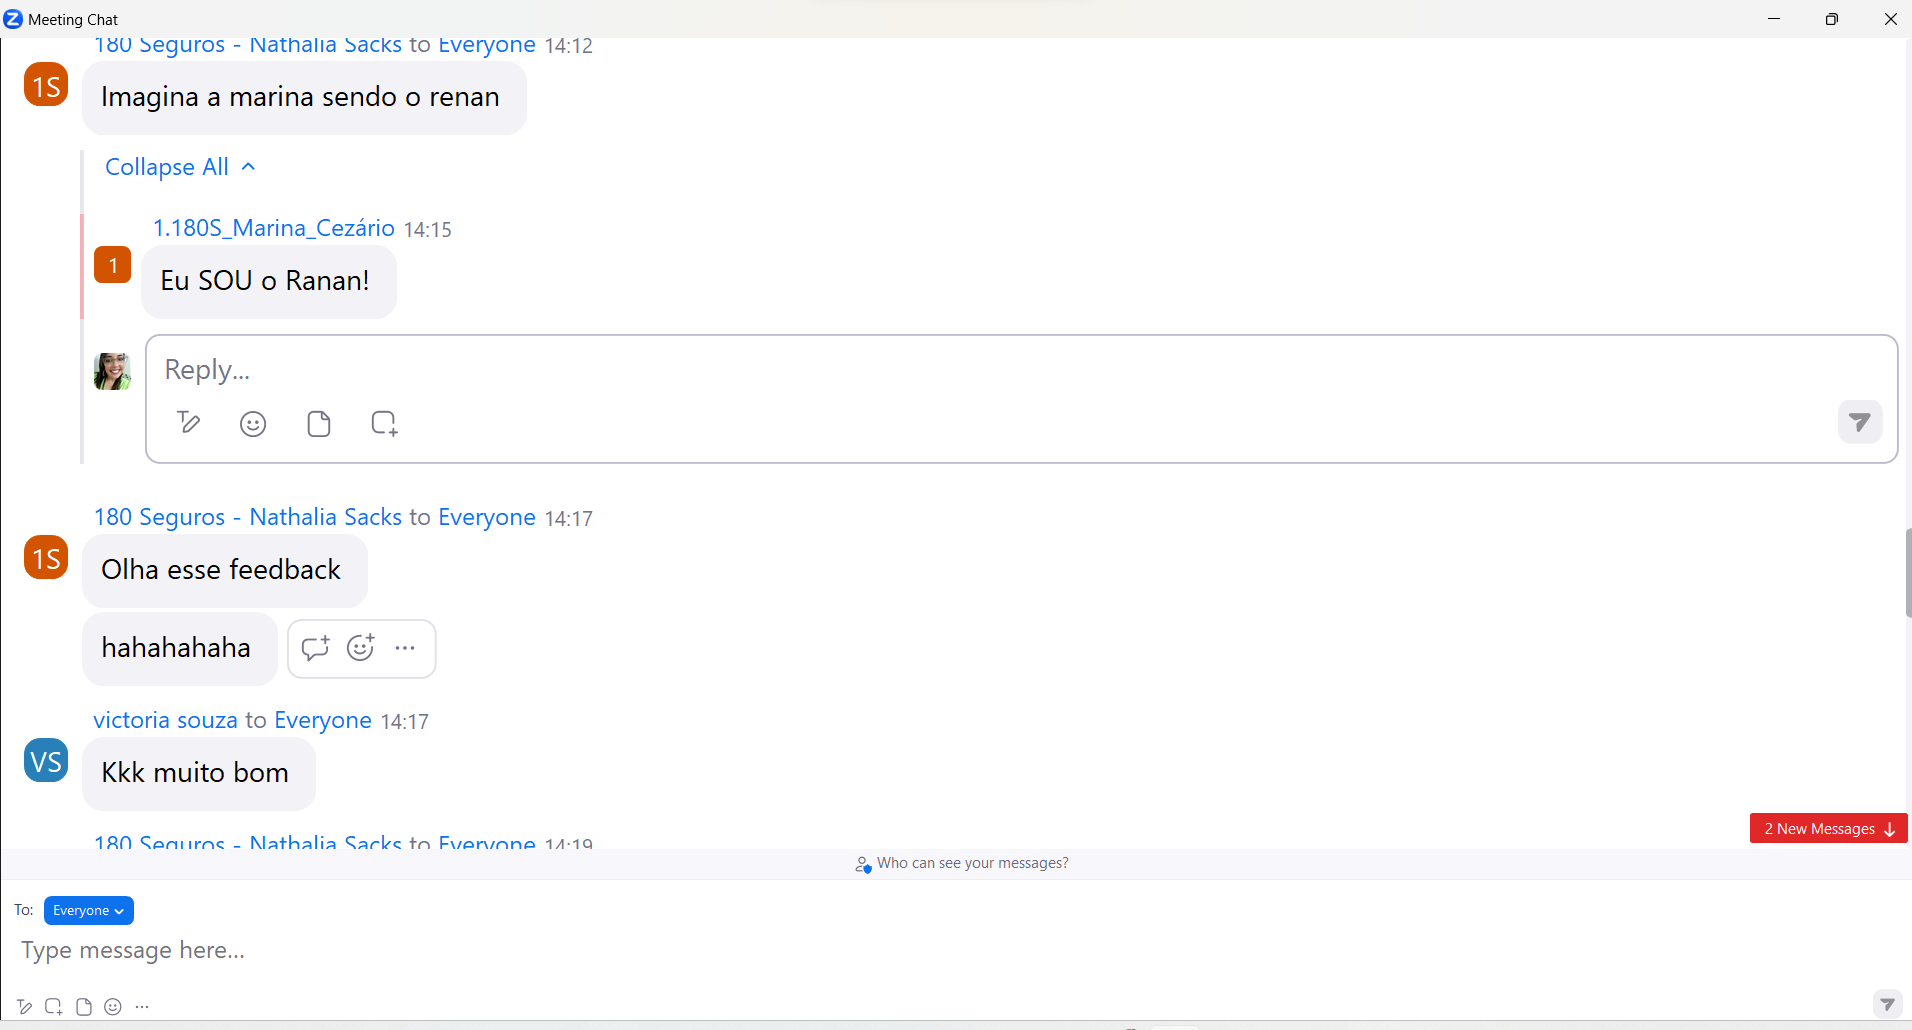 Meeting Chat
180 Seguros - Nathalia Sacks to Everyone 14:12
1S
Imagina a marina sendo o renan
Collapse All
1.180S_Marina_Cezário 14:15
1
Eu SOU o Ranan!
Reply...
180 Seguros - Nathalia Sacks to Everyone 14:17
1S
Olha esse feedback
hahahahaha
victoria souza to Everyone 14:17
VS
Kkk muito bom
2 New Messages
180 Seguros - Nathalia Sacks to Everyone 14:19
Who can see your messages?
To: Everyone
Type message here...